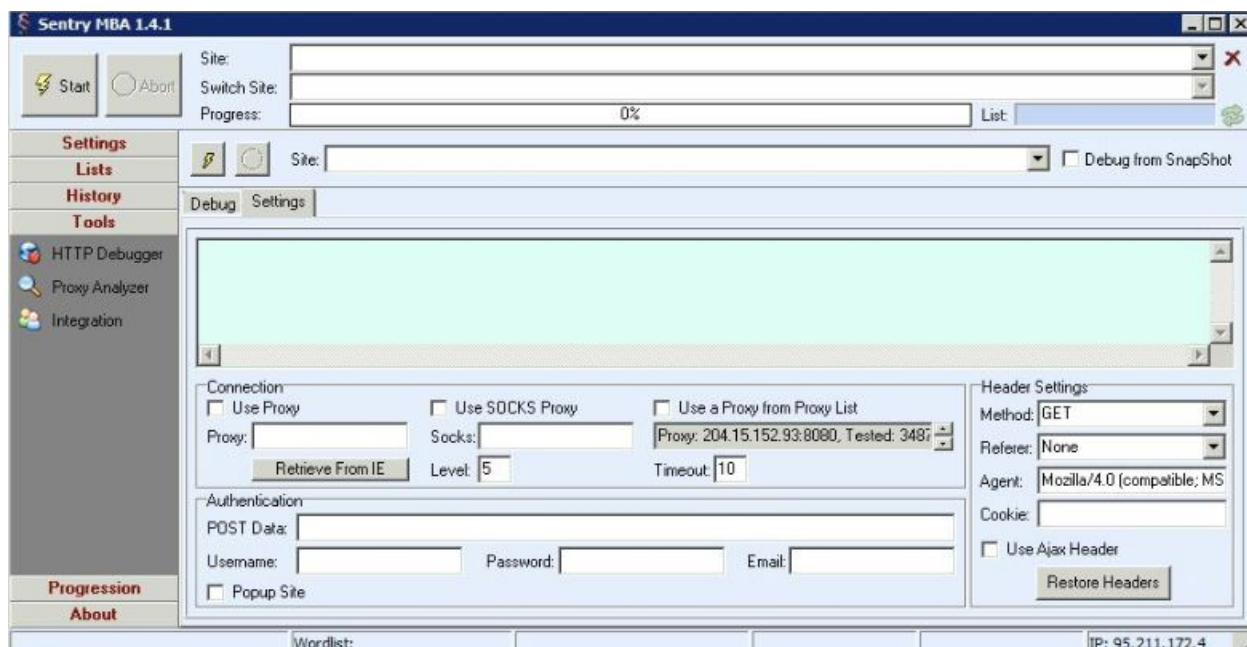 Sentry MBA 1.4.1
Start
Abort
Site:
Switch Site:
Progress: 0% List:
Settings
Lists
History
Tools
HTTP Debugger
Proxy Analyzer
Integration
Progression
About
Site: Debug from SnapShot
Debug Settings
Connection
Use Proxy Use SOCKS Proxy Use a Proxy from Proxy List
Proxy: Socks: Proxy: 204.15.152.93:8080, Tested: 3487
Retrieve From IE Level: 5 Timeout: 10
Authentication
POST Data:
Username: Password: Email:
Popup Site
Header Settings
Method: GET
Referer: None
Agent: Mozilla/4.0 (compatible; MS
Cookie:
Use Ajax Header
Restore Headers
Wordlist: IP: 95.211.172.4